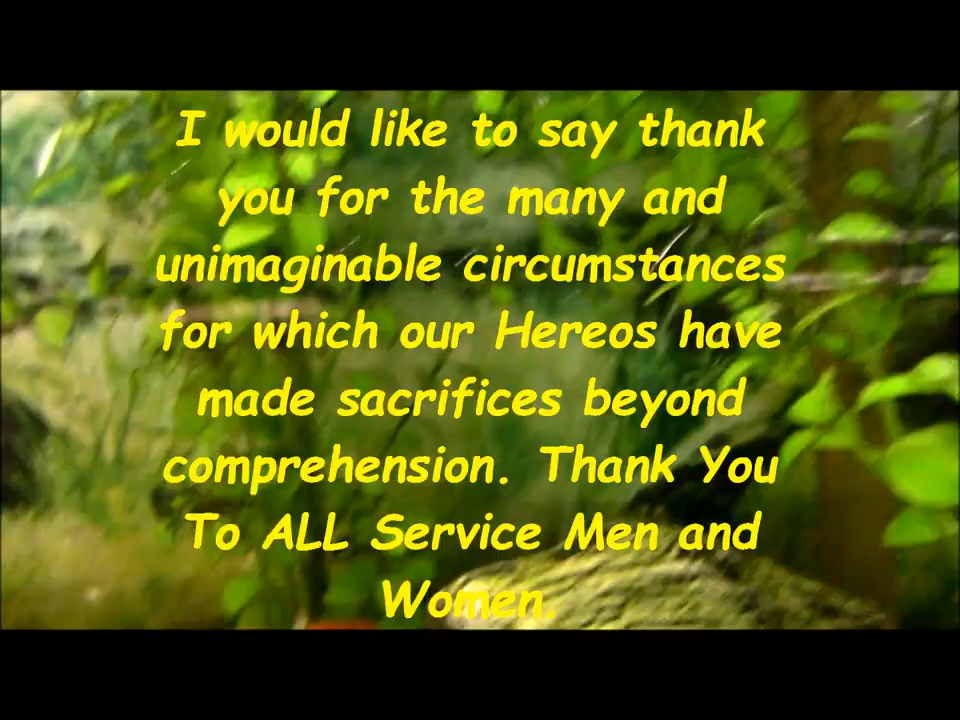 I would like to say thank
you for the many and
unimaginable circumstances
for which our Hereos have
made sacrifices beyond
comprehension. Thank You
To ALL Service Men and
Women.